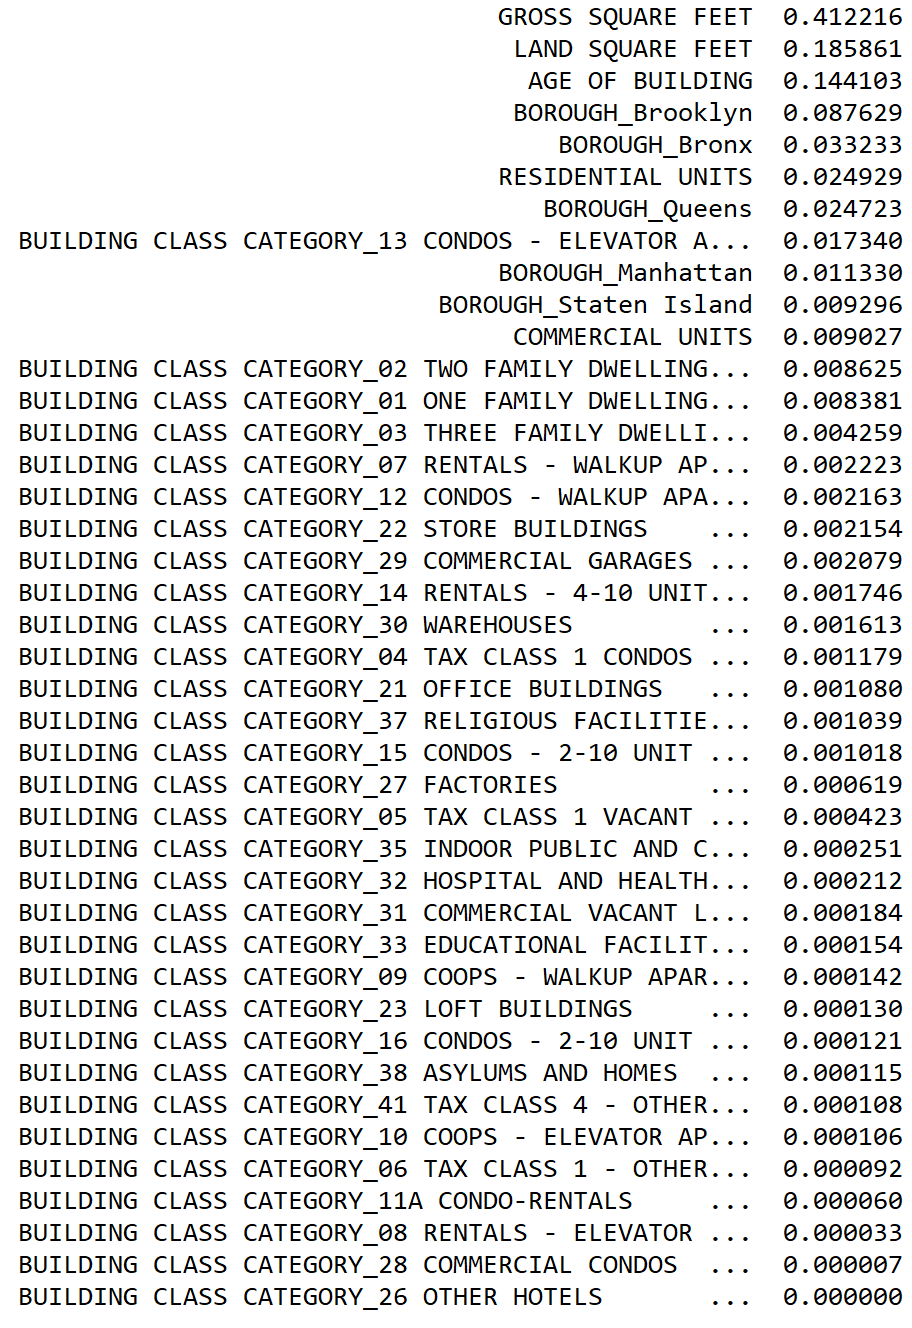 GROSS SQUARE FEET 0.412216
LAND SQUARE FEET 0.185861
AGE OF BUILDING 0.144103
BOROUGH_Brooklyn 0.087629
BOROUGH_Bronx 0.033233
RESIDENTIAL UNITS 0.024929
BOROUGH_Queens 0.024723
BUILDING CLASS CATEGORY_13 CONDOS - ELEVATOR A... 0.017340
BOROUGH_Manhattan 0.011330
BOROUGH_Staten Island 0.009296
COMMERCIAL UNITS 0.009027
BUILDING CLASS CATEGORY_02 TWO FAMILY DWELLING... 0.008625
BUILDING CLASS CATEGORY_01 ONE FAMILY DWELLING... 0.008381
BUILDING CLASS CATEGORY_03 THREE FAMILY DWELLI... 0.004259
BUILDING CLASS CATEGORY_07 RENTALS - WALKUP AP... 0.002223
BUILDING CLASS CATEGORY_12 CONDOS - WALKUP APA... 0.002163
BUILDING CLASS CATEGORY_22 STORE BUILDINGS ... 0.002154
BUILDING CLASS CATEGORY_29 COMMERCIAL GARAGES ... 0.002079
BUILDING CLASS CATEGORY_14 RENTALS - 4-10 UNIT... 0.001746
BUILDING CLASS CATEGORY_30 WAREHOUSES ... 0.001613
BUILDING CLASS CATEGORY_04 TAX CLASS 1 CONDOS ... 0.001179
BUILDING CLASS CATEGORY_21 OFFICE BUILDINGS ... 0.001080
BUILDING CLASS CATEGORY_37 RELIGIOUS FACILITIE... 0.001039
BUILDING CLASS CATEGORY_15 CONDOS - 2-10 UNIT ... 0.001018
BUILDING CLASS CATEGORY_27 FACTORIES ... 0.000619
BUILDING CLASS CATEGORY_05 TAX CLASS 1 VACANT ... 0.000423
BUILDING CLASS CATEGORY_35 INDOOR PUBLIC AND C... 0.000251
BUILDING CLASS CATEGORY_32 HOSPITAL AND HEALTH... 0.000212
BUILDING CLASS CATEGORY_31 COMMERCIAL VACANT L... 0.000184
BUILDING CLASS CATEGORY_33 EDUCATIONAL FACILIT... 0.000154
BUILDING CLASS CATEGORY_09 COOPS - WALKUP APAR... 0.000142
BUILDING CLASS CATEGORY_23 LOFT BUILDINGS ... 0.000130
BUILDING CLASS CATEGORY_16 CONDOS - 2-10 UNIT ... 0.000121
BUILDING CLASS CATEGORY_38 ASYLUMS AND HOMES ... 0.000115
BUILDING CLASS CATEGORY_41 TAX CLASS 4 - OTHER... 0.000108
BUILDING CLASS CATEGORY_10 COOPS - ELEVATOR AP... 0.000106
BUILDING CLASS CATEGORY_06 TAX CLASS 1 - OTHER... 0.000092
BUILDING CLASS CATEGORY_11A CONDO-RENTALS ... 0.000060
BUILDING CLASS CATEGORY_08 RENTALS - ELEVATOR ... 0.000033
BUILDING CLASS CATEGORY_28 COMMERCIAL CONDOS ... 0.000007
BUILDING CLASS CATEGORY_26 OTHER HOTELS ... 0.000000